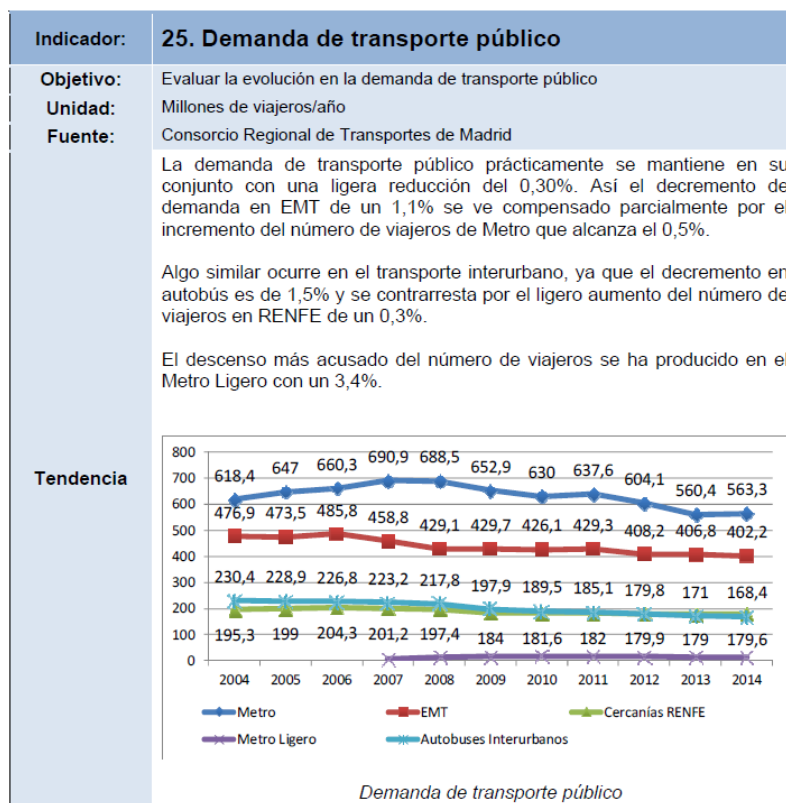 Indicador: 25. Demanda de transporte público
Objetivo: Evaluar la evolución en la demanda de transporte público
Unidad: Millones de viajeros/año
Fuente: Consorcio Regional de Transportes de Madrid
La demanda de transporte público prácticamente se mantiene en su
conjunto con una ligera reducción del 0,30%. Así el decremento de
demanda en EMT de un 1,1% se ve compensado parcialmente por el
incremento del número de viajeros de Metro que alcanza el 0,5%.
Algo similar ocurre en el transporte interurbano, ya que el decremento en
autobús es de 1,5% y se contrarresta por el ligero aumento del número de
viajeros en RENFE de un 0,3%.
El descenso más acusado del número de viajeros se ha producido en el
Metro Ligero con un 3,4%.
Tendencia
800
700
600
500
400
300
200
100
0
618,4 647 660,3 690,9 688,5 652,9 630 637,6 604,1 560,4 563,3
476,9 473,5 485,8 458,8 429,1 429,7 426,1 429,3 408,2 406,8 402,2
230,4 228,9 226,8 223,2 217,8 197,9 189,5 185,1 179,8 171 168,4
195,3 199 204,3 201,2 197,4 184 181,6 182 179,9 179 179,6
2004 2005 2006 2007 2008 2009 2010 2011 2012 2013 2014
Metro EMT Cercanías RENFE
Metro Ligero Autobuses Interurbanos
Demanda de transporte público